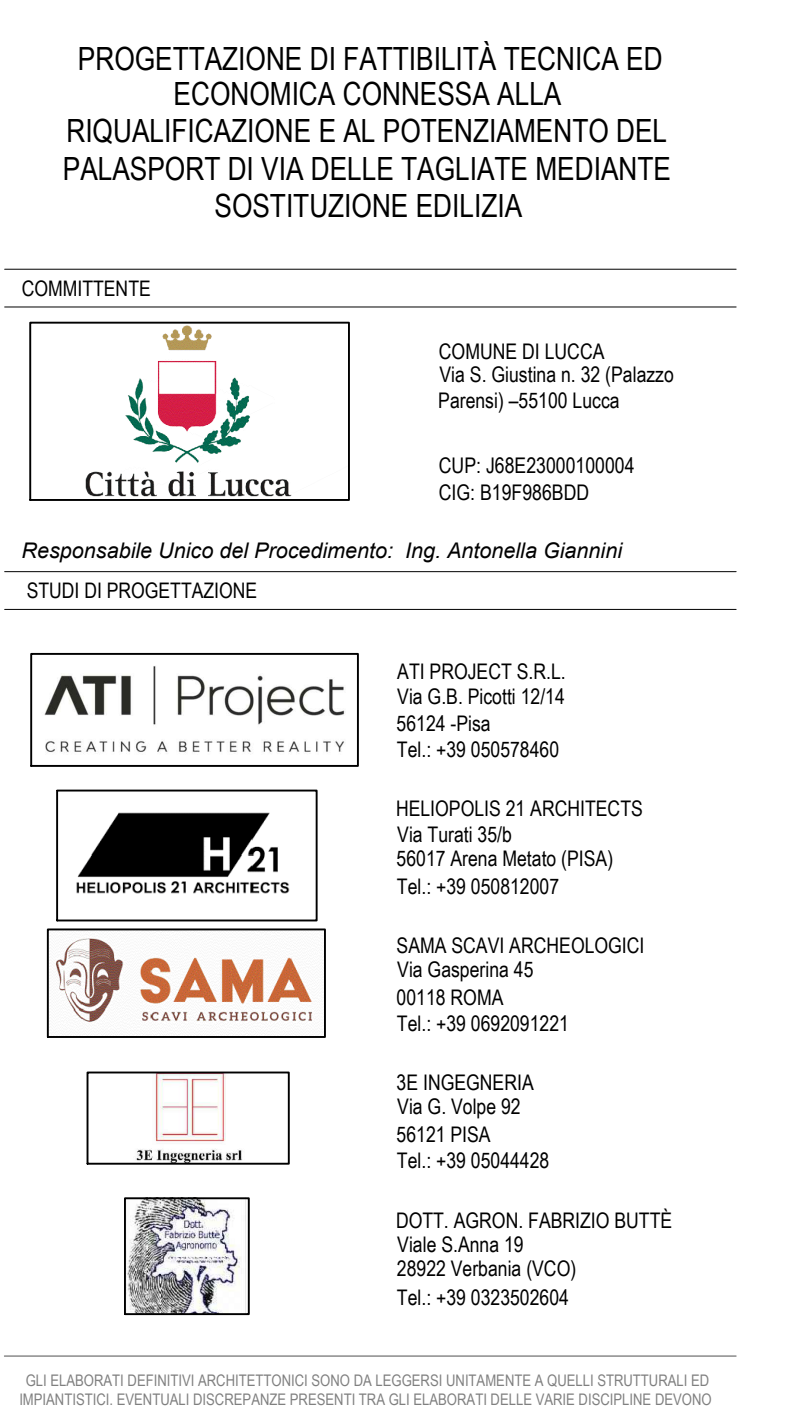 PROGETTAZIONE DI FATTIBILITÀ TECNICA ED
ECONOMICA CONNESSA ALLA
RIQUALIFICAZIONE E AL POTENZIAMENTO DEL
PALASPORT DI VIA DELLE TAGLIATE MEDIANTE
SOSTITUZIONE EDILIZIA
COMMITTENTE
Città di Lucca
COMUNE DI LUCCA
Via S. Giustina n. 32 (Palazzo
Parensi) –55100 Lucca
CUP: J68E23000100004
CIG: B19F986BDD
Responsabile Unico del Procedimento: Ing. Antonella Giannini
STUDI DI PROGETTAZIONE
ATI Project
CREATING A BETTER REALITY
ATI PROJECT S.R.L.
Via G.B. Picotti 12/14
56124 -Pisa
Tel.: +39 050578460
H 21
HELIOPOLIS 21 ARCHITECTS
HELIOPOLIS 21 ARCHITECTS
Via Turati 35/b
56017 Arena Metato (PISA)
Tel.: +39 050812007
SAMA
SCAVI ARCHEOLOGICI
SAMA SCAVI ARCHEOLOGICI
Via Gasperina 45
00118 ROMA
Tel.: +39 0692091221
3E
3E Ingegneria srl
3E INGEGNERIA
Via G. Volpe 92
56121 PISA
Tel.: +39 05044428
Dott.
Fabrizio Buttè
Agronomo
DOTT. AGRON. FABRIZIO BUTTÈ
Viale S.Anna 19
28922 Verbania (VCO)
Tel.: +39 0323502604
GLI ELABORATI DEFINITIVI ARCHITETTONICI SONO DA LEGGERSI UNITAMENTE A QUELLI STRUTTURALI ED
IMPIANTISTICI. EVENTUALI DISCREPANZE PRESENTI TRA GLI ELABORATI DELLE VARIE DISCIPLINE DEVONO